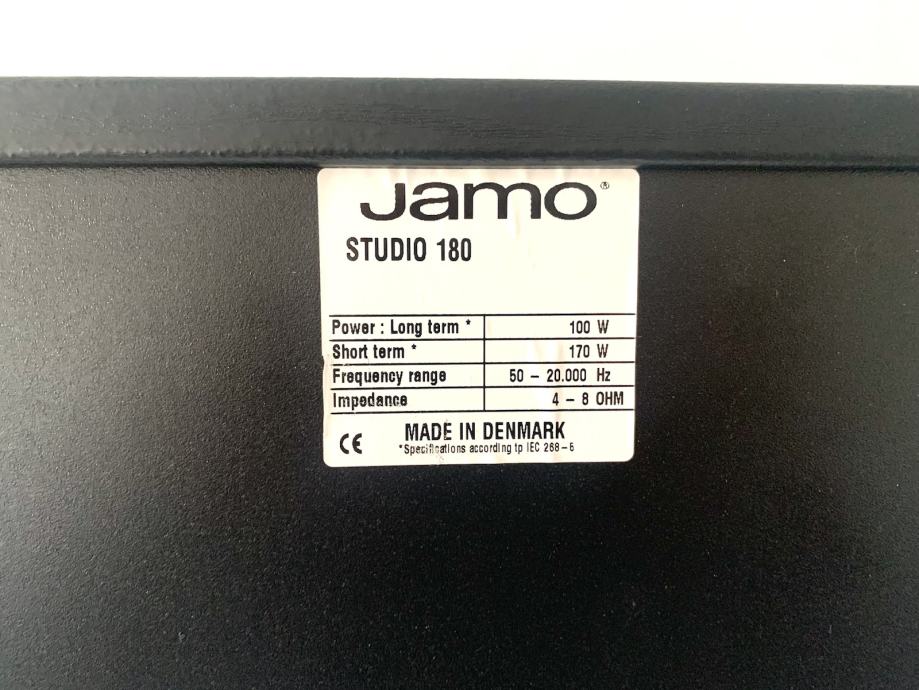 Jamo®
STUDIO 180
Power : Long term * 100 W
Short term * 170 W
Frequency range 50 – 20.000 Hz
Impedance 4 – 8 OHM
CE MADE IN DENMARK
*Specifications according tp IEC 268–5